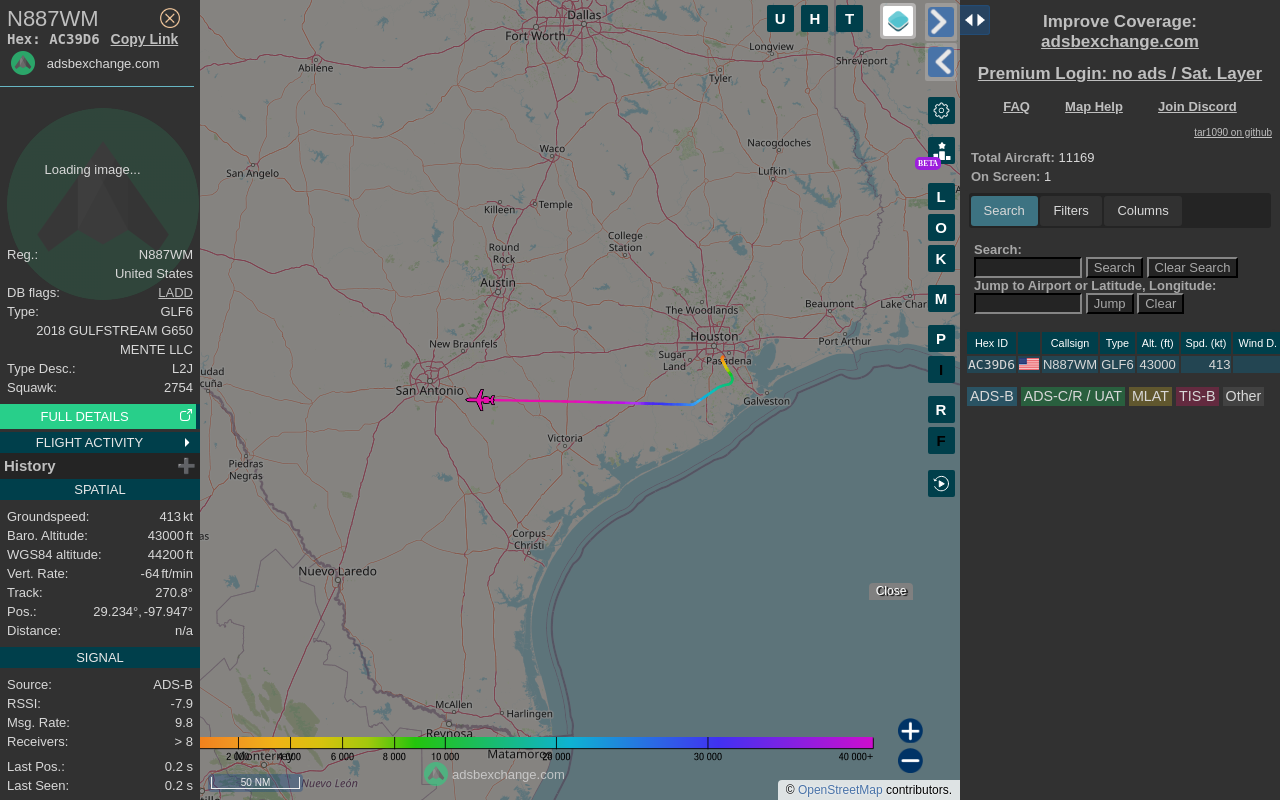 N887WM
Hex: AC39D6 Copy Link
adsbexchange.com
Loading image...
Reg.: N887WM
United States
DB flags: LADD
Type: GLF6
2018 GULFSTREAM G650
MENTE LLC
Type Desc.: L2J
Squawk: 2754
FULL DETAILS
FLIGHT ACTIVITY
History
SPATIAL
Groundspeed: 413 kt
Baro. Altitude: 43000 ft
WGS84 altitude: 44200 ft
Vert. Rate: -64 ft/min
Track: 270.8°
Pos.: 29.234°, -97.947°
Distance: n/a
SIGNAL
Source: ADS-B
RSSI: -7.9
Msg. Rate: 9.8
Receivers: > 8
Last Pos.: 0.2 s
Last Seen: 0.2 s
U H T
Dallas
Fort Worth
Longview
Shreveport
Abilene
Tyler
BETA
Waco
Nacogdoches
San Angelo
Lufkin
L
Killeen
Temple
O
College
Station
Round
Rock
K
Austin
M
The Woodlands
Beaumont
Lake Char
Houston
P
Port Arthur
New Braunfels
Sugar
Land
Pasadena
I
San Antonio
Galveston
R
Victoria
F
Piedras
Negras
udad
cuña
as
Corpus
Christi
Nuevo Laredo
Close
McAllen
Harlingen
Reynosa
Matamoros
Monterrey
Nuevo León
2 000 4 000 6 000 8 000 10 000 20 000 30 000 40 000+
adsbexchange.com
50 NM
© OpenStreetMap contributors.
Improve Coverage:
adsbexchange.com
Premium Login: no ads / Sat. Layer
FAQ Map Help Join Discord
tar1090 on github
Total Aircraft: 11169
On Screen: 1
Search Filters Columns
Search:
Search Clear Search
Jump to Airport or Latitude, Longitude:
Jump Clear
Hex ID Callsign Type Alt. (ft) Spd. (kt) Wind D.
AC39D6 N887WM GLF6 43000 413
ADS-B ADS-C/R / UAT MLAT TIS-B Other